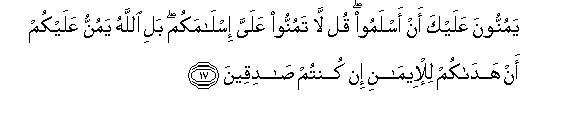 يَمُنُّونَ عَلَيْكَ أَنْ أَسْلَمُوا۟ ۖ قُل لَّا تَمُنُّوا۟ عَلَىَّ إِسْلَـٰمَكُم ۖ بَلِ ٱللَّهُ يَمُنُّ عَلَيْكُمْ
أَنْ هَدَىٰكُمْ لِلْإِيمَـٰنِ إِن كُنتُمْ صَـٰدِقِينَ ١٧